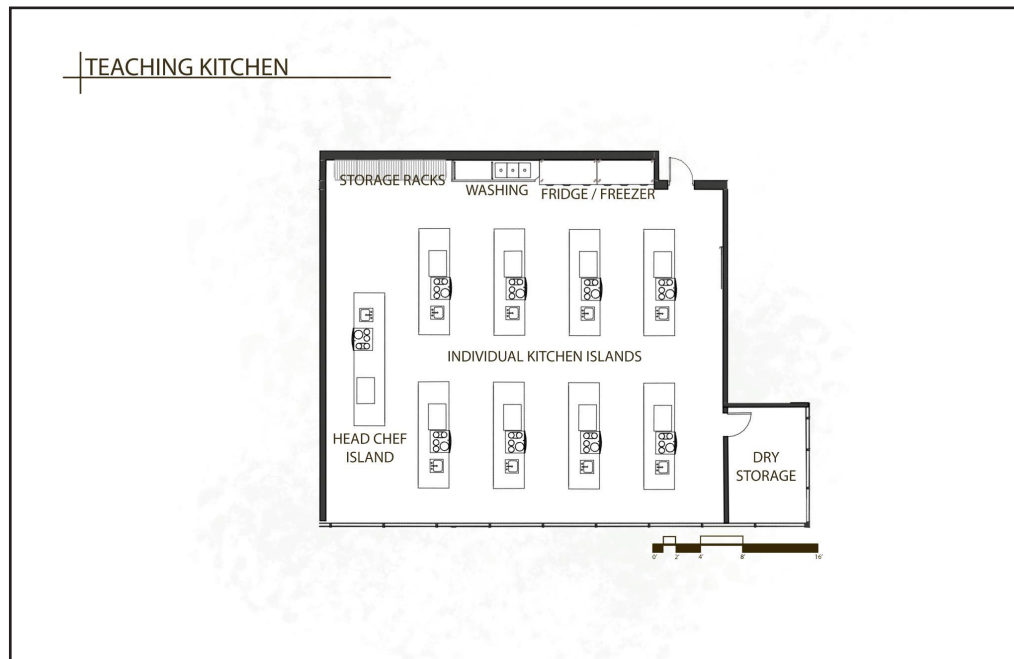 TEACHING KITCHEN
STORAGE RACKS
WASHING
FRIDGE / FREEZER
INDIVIDUAL KITCHEN ISLANDS
HEAD CHEF
ISLAND
DRY
STORAGE
0' 2' 4' 8' 16'